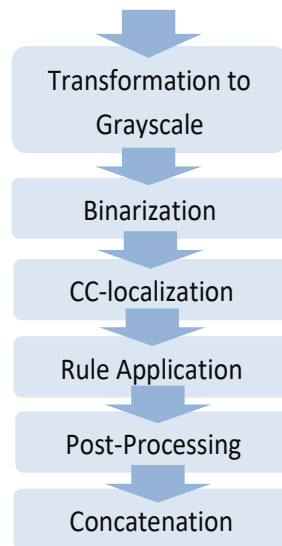 Transformation to
Grayscale
Binarization
CC-localization
Rule Application
Post-Processing
Concatenation